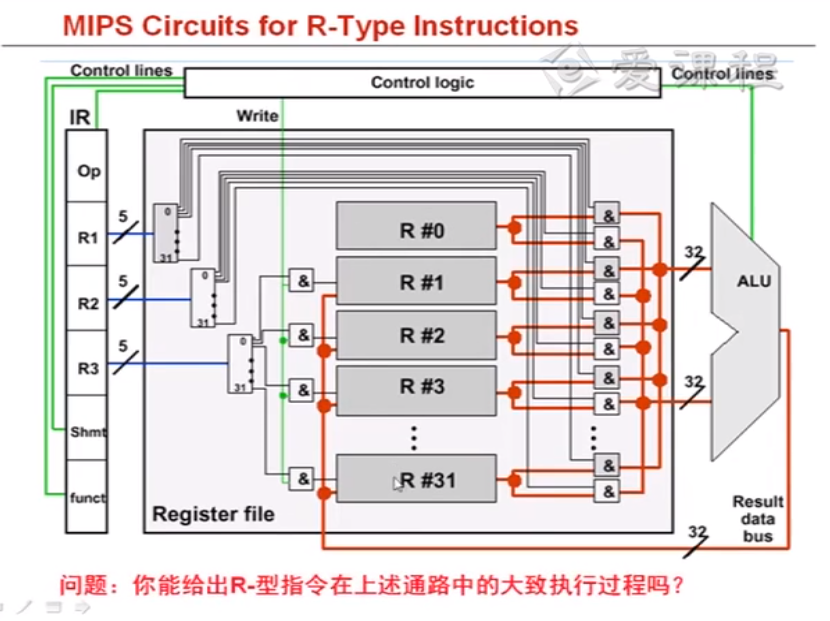 MIPS Circuits for R-Type Instructions
爱课程
Control lines
Control logic
Control lines
IR
Write
Op
R1
5
0
31
R2
5
0
31
R3
5
0
31
Shmt
funct
&
&
&
&
R #0
R #1
R #2
R #3
R #31
&
&
&
&
&
&
&
&
&
&
32
32
ALU
Register file
Result
data
bus
32
问题：你能给出R-型指令在上述通路中的大致执行过程吗？